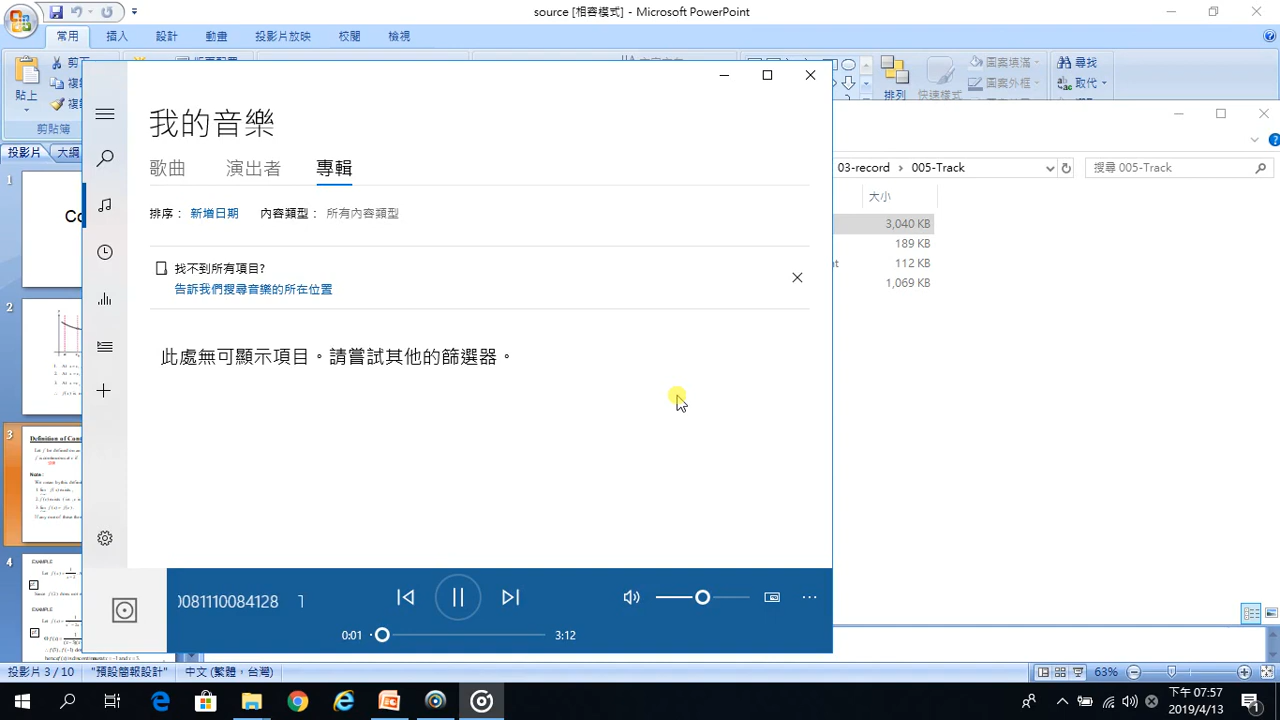 source [相容模式] - Microsoft PowerPoint
常用 插入 設計 動畫 投影片放映 校閱 檢視
貼上
剪貼簿
排列 快速樣式
圖案填滿
圖案外框
尋找
取代
投影片 大綱
我的音樂
歌曲 演出者 專輯
排序： 新增日期 內容類型： 所有內容類型
找不到所有項目?
告訴我們搜尋音樂的所在位置
此處無可顯示項目。請嘗試其他的篩選器。
0081110084128
0:01 3:12
03-record 005-Track 搜尋 005-Track
大小
3,040 KB
189 KB
112 KB
1,069 KB
1
2
3
4
EXAMPLE
EXAMPLE
投影片 3 / 10 "預設簡報設計" 中文 (繁體，台灣) 63%
下午 07:57
2019/4/13